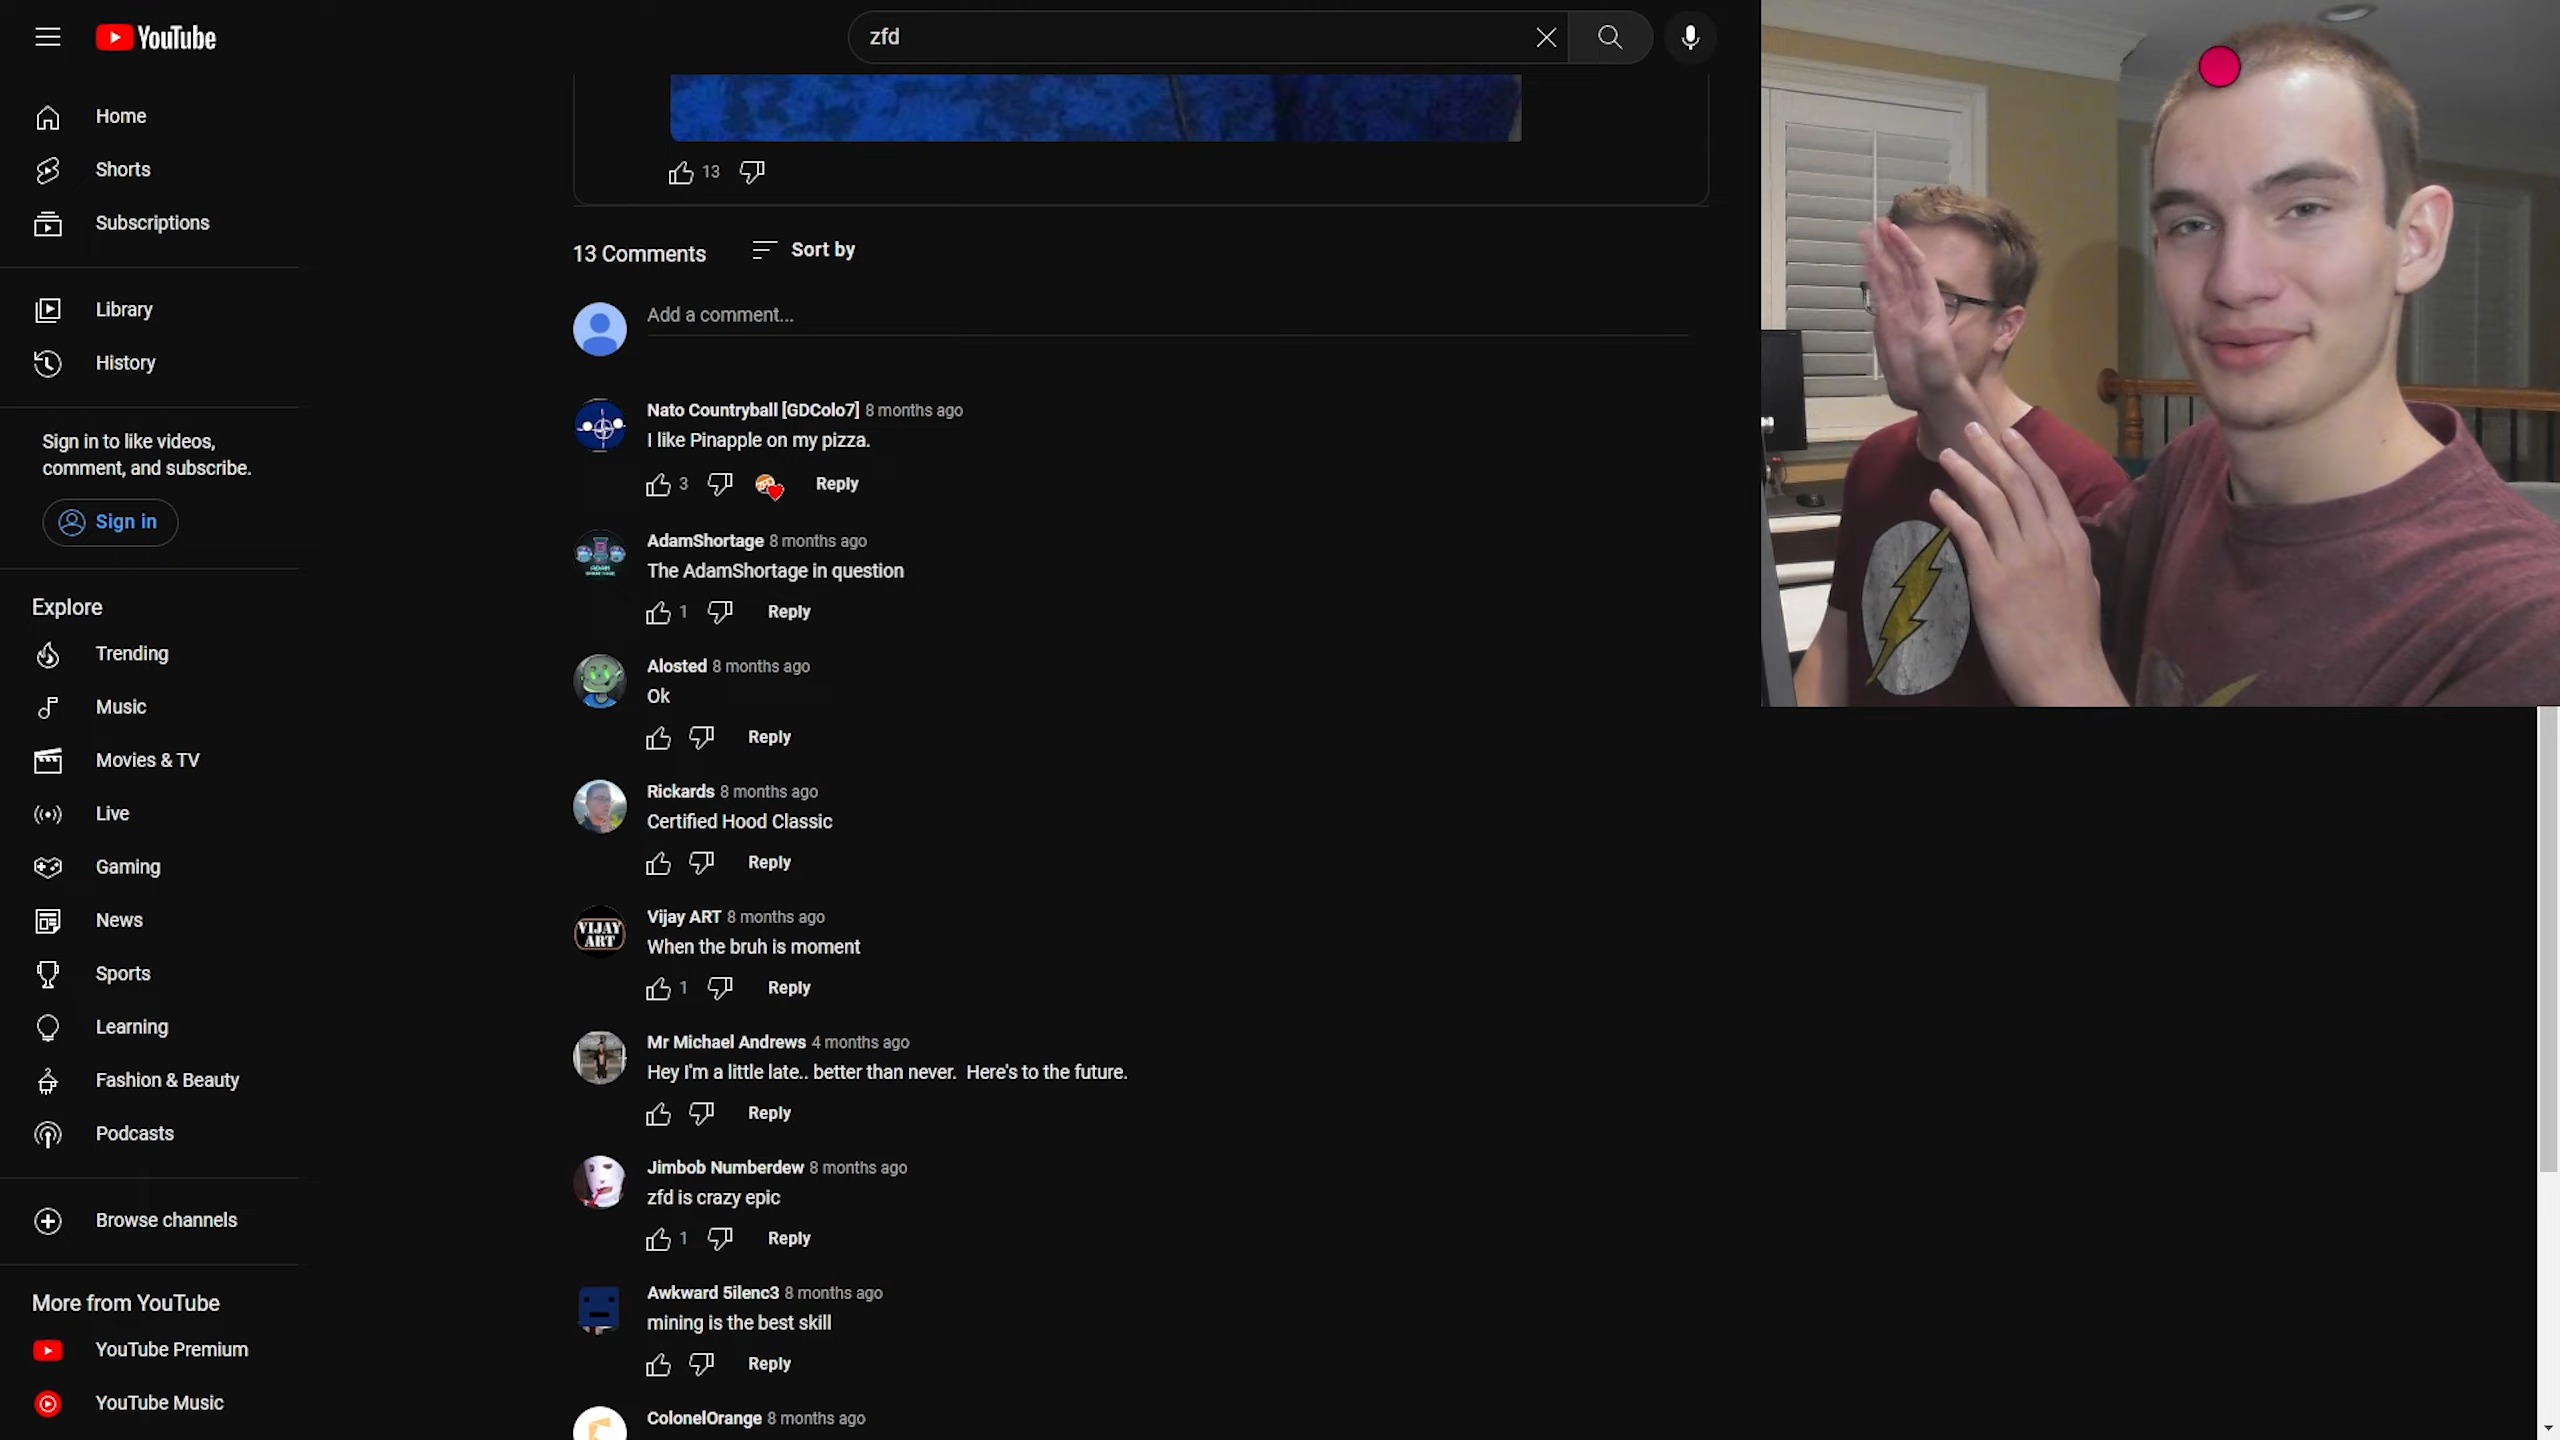 YouTube
zfd
Home
Shorts
Subscriptions
Library
History
Sign in to like videos,
comment, and subscribe.
Sign in
Explore
Trending
Music
Movies & TV
Live
Gaming
News
Sports
Learning
Fashion & Beauty
Podcasts
Browse channels
More from YouTube
YouTube Premium
YouTube Music
13
13 Comments Sort by
Add a comment...
Nato Countryball [GDColo7] 8 months ago
I like Pinapple on my pizza.
3 Reply
AdamShortage 8 months ago
The AdamShortage in question
1 Reply
Alosted 8 months ago
Ok
Reply
Rickards 8 months ago
Certified Hood Classic
Reply
VIJAY
ART
Vijay ART 8 months ago
When the bruh is moment
1 Reply
Mr Michael Andrews 4 months ago
Hey I'm a little late.. better than never.  Here's to the future.
Reply
Jimbob Numberdew 8 months ago
zfd is crazy epic
1 Reply
Awkward 5ilenc3 8 months ago
mining is the best skill
Reply
ColonelOrange 8 months ago